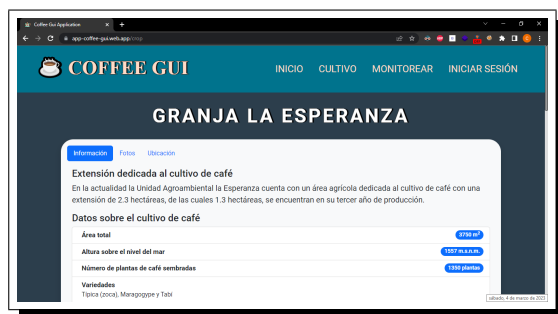 Coffee Gui Application
app-coffee-gui.web.app/crop
COFFEE GUI
INICIO CULTIVO MONITOREAR INICIAR SESIÓN
GRANJA LA ESPERANZA
Información Fotos Ubicación
Extensión dedicada al cultivo de café
En la actualidad la Unidad Agroambiental la Esperanza cuenta con un área agrícola dedicada al cultivo de café con una
extensión de 2.3 hectáreas, de las cuales 1.3 hectáreas, se encuentran en su tercer año de producción.
Datos sobre el cultivo de café
Área total 3750 m²
Altura sobre el nivel del mar 1557 m.s.n.m.
Número de plantas de café sembradas 1350 plantas
Variedades
Típica (zoca), Maragogype y Tabí
sábado, 4 de marzo de 2023